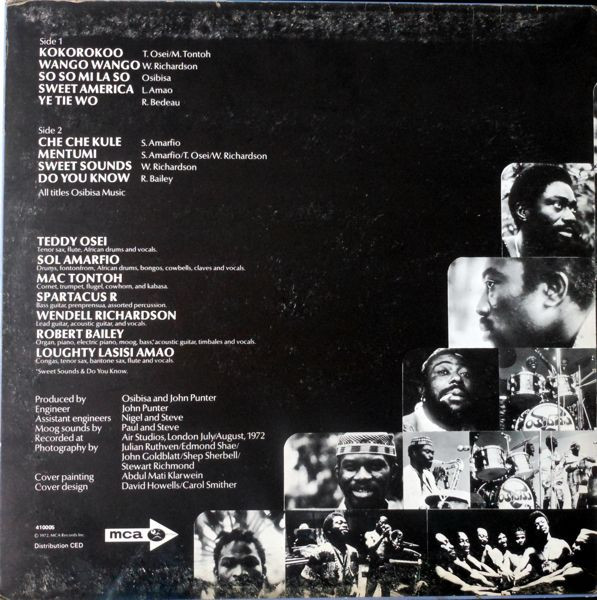 Side 1
KOKOROKOO T. Osei/M. Tontoh
WANGO WANGO W. Richardson
SO SO MI LA SO Osibisa
SWEET AMERICA L. Amao
YE TIE WO R. Bedeau
Side 2
CHE CHE KULE S. Amarfio
MENTUMI S. Amarfio/T. Osei/W. Richardson
SWEET SOUNDS W. Richardson
DO YOU KNOW R. Bailey
All titles Osibisa Music
TEDDY OSEI
Tenor sax, flute, African drums and vocals.
SOL AMARFIO
Drums, fontonfrom, African drums, bongos, cowbells, claves and vocals.
MAC TONTOH
Cornet, trumpet, flugel, cowhorn, and kabasa.
SPARTACUS R
Bass guitar, prenprensua, assorted percussion.
WENDELL RICHARDSON
Lead guitar, acoustic guitar, and vocals.
ROBERT BAILEY
Organ, piano, electric piano, moog, bass,* acoustic guitar, timbales and vocals.
LOUGHTY LASISI AMAO
Congas, tenor sax, baritone sax, flute and vocals.
*Sweet Sounds & Do You Know.
Produced by Osibisa and John Punter
Engineer John Punter
Assistant engineers Nigel and Steve
Moog sounds by Paul and Steve
Recorded at Air Studios, London July/August, 1972
Photography by Julian Ruthven/Edmond Shae/
John Goldblatt/Shep Sherbell/
Stewart Richmond
Cover painting Abdul Mati Klarwein
Cover design David Howells/Carol Smither
410005
© 1972, MCA Records Inc.
Distribution CED
mca